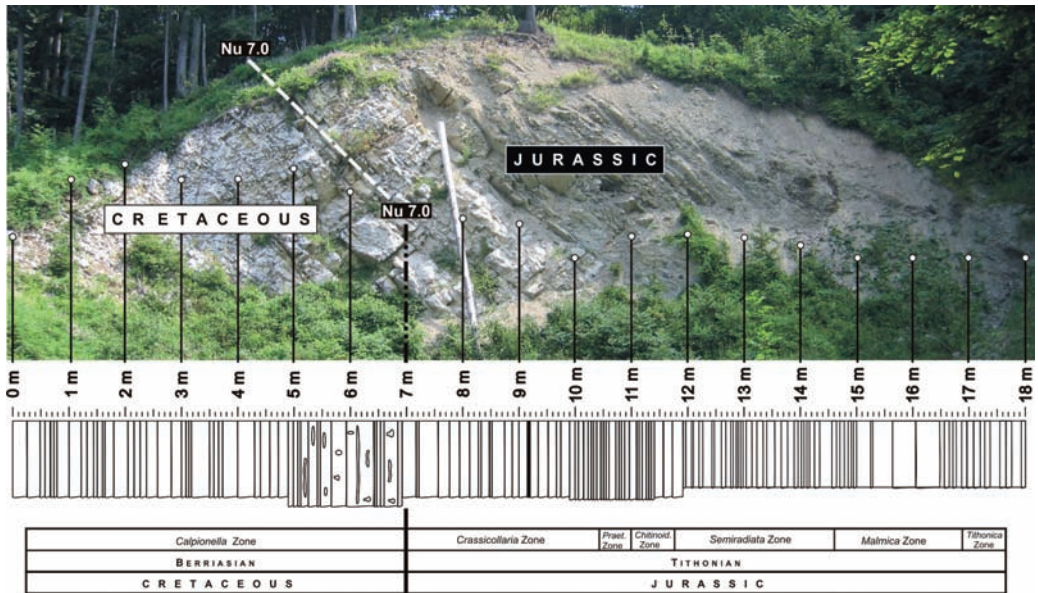 Nu 7.0
JURASSIC
CRETACEOUS
Nu 7.0
0 m 1 m 2 m 3 m 4 m 5 m 6 m 7 m 8 m 9 m 10 m 11 m 12 m 13 m 14 m 15 m 16 m 17 m 18 m
Calpionella Zone Crassicollaria Zone Praet. Zone Chitinoid. Zone Semiradiata Zone Malmica Zone Tithonica Zone
BERRIASIAN TITHONIAN
CRETACEOUS JURASSIC